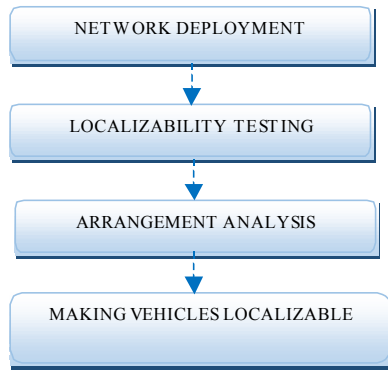 NETWORK DEPLOYMENT
LOCALIZABILITY TESTING
ARRANGEMENT ANALYSIS
MAKING VEHICLES LOCALIZABLE